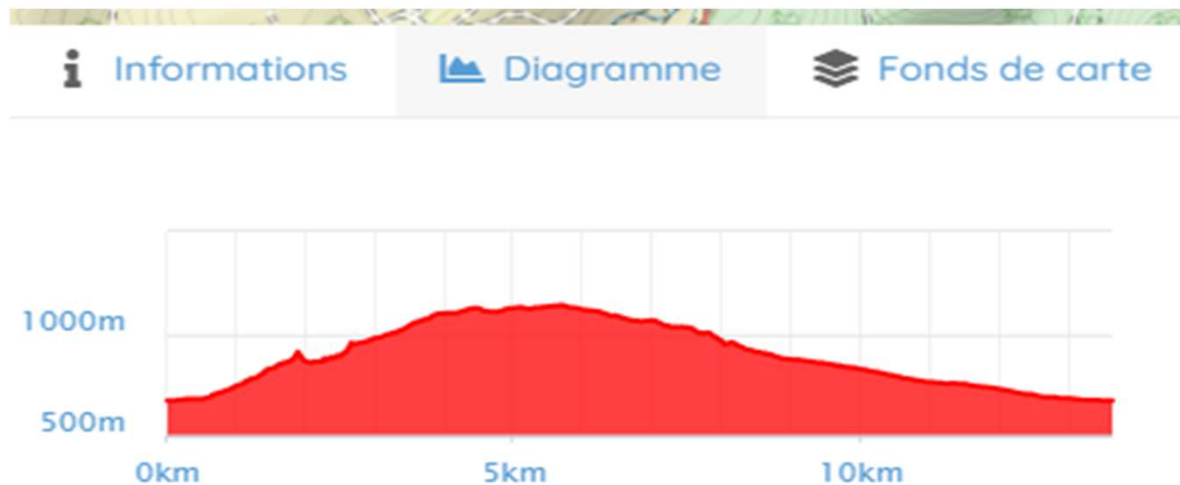 Informations
Diagramme
Fonds de carte
1000m
500m
0km
5km
10km